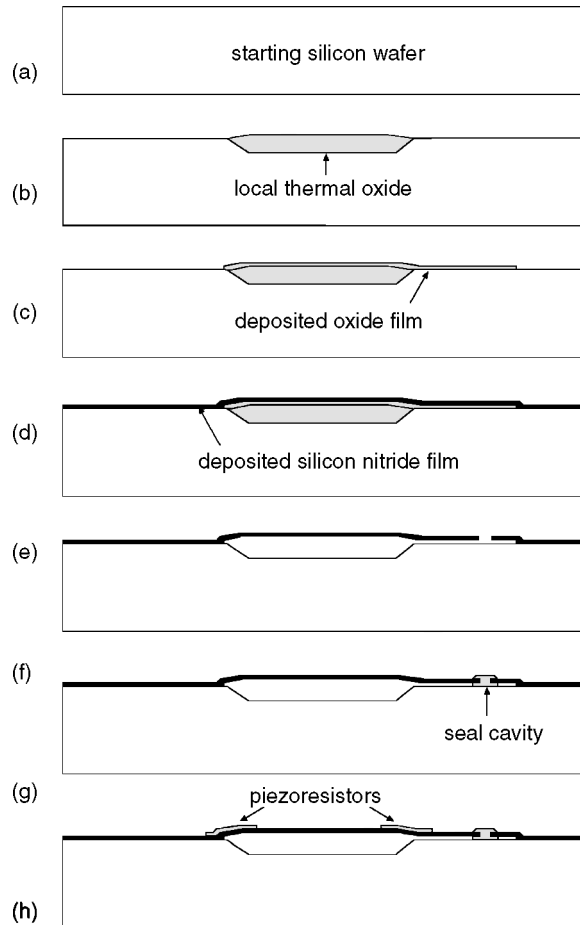 starting silicon wafer
(a)
(b)
local thermal oxide
(c)
deposited oxide film
(d)
deposited silicon nitride film
(e)
(f)
seal cavity
(g)
piezoresistors
(h)